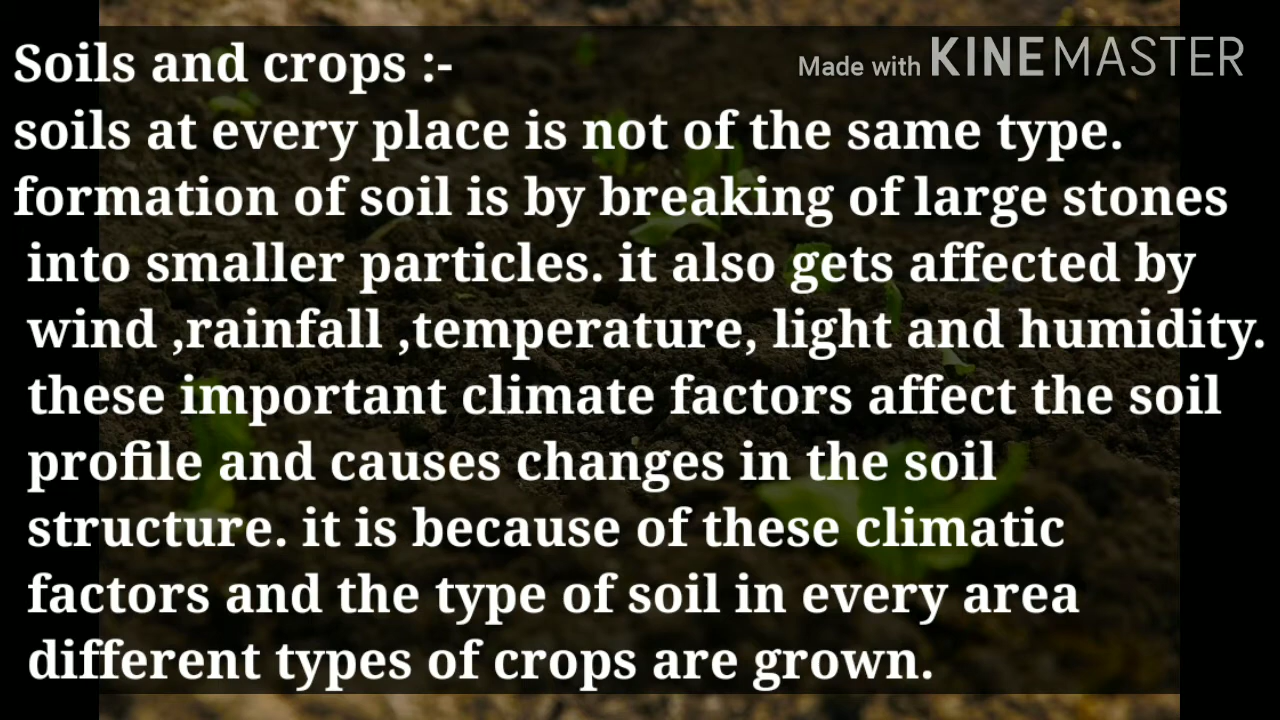 Soils and crops :-
Made with KINEMASTER
soils at every place is not of the same type.
formation of soil is by breaking of large stones
into smaller particles. it also gets affected by
wind ,rainfall ,temperature, light and humidity.
these important climate factors affect the soil
profile and causes changes in the soil
structure. it is because of these climatic
factors and the type of soil in every area
different types of crops are grown.